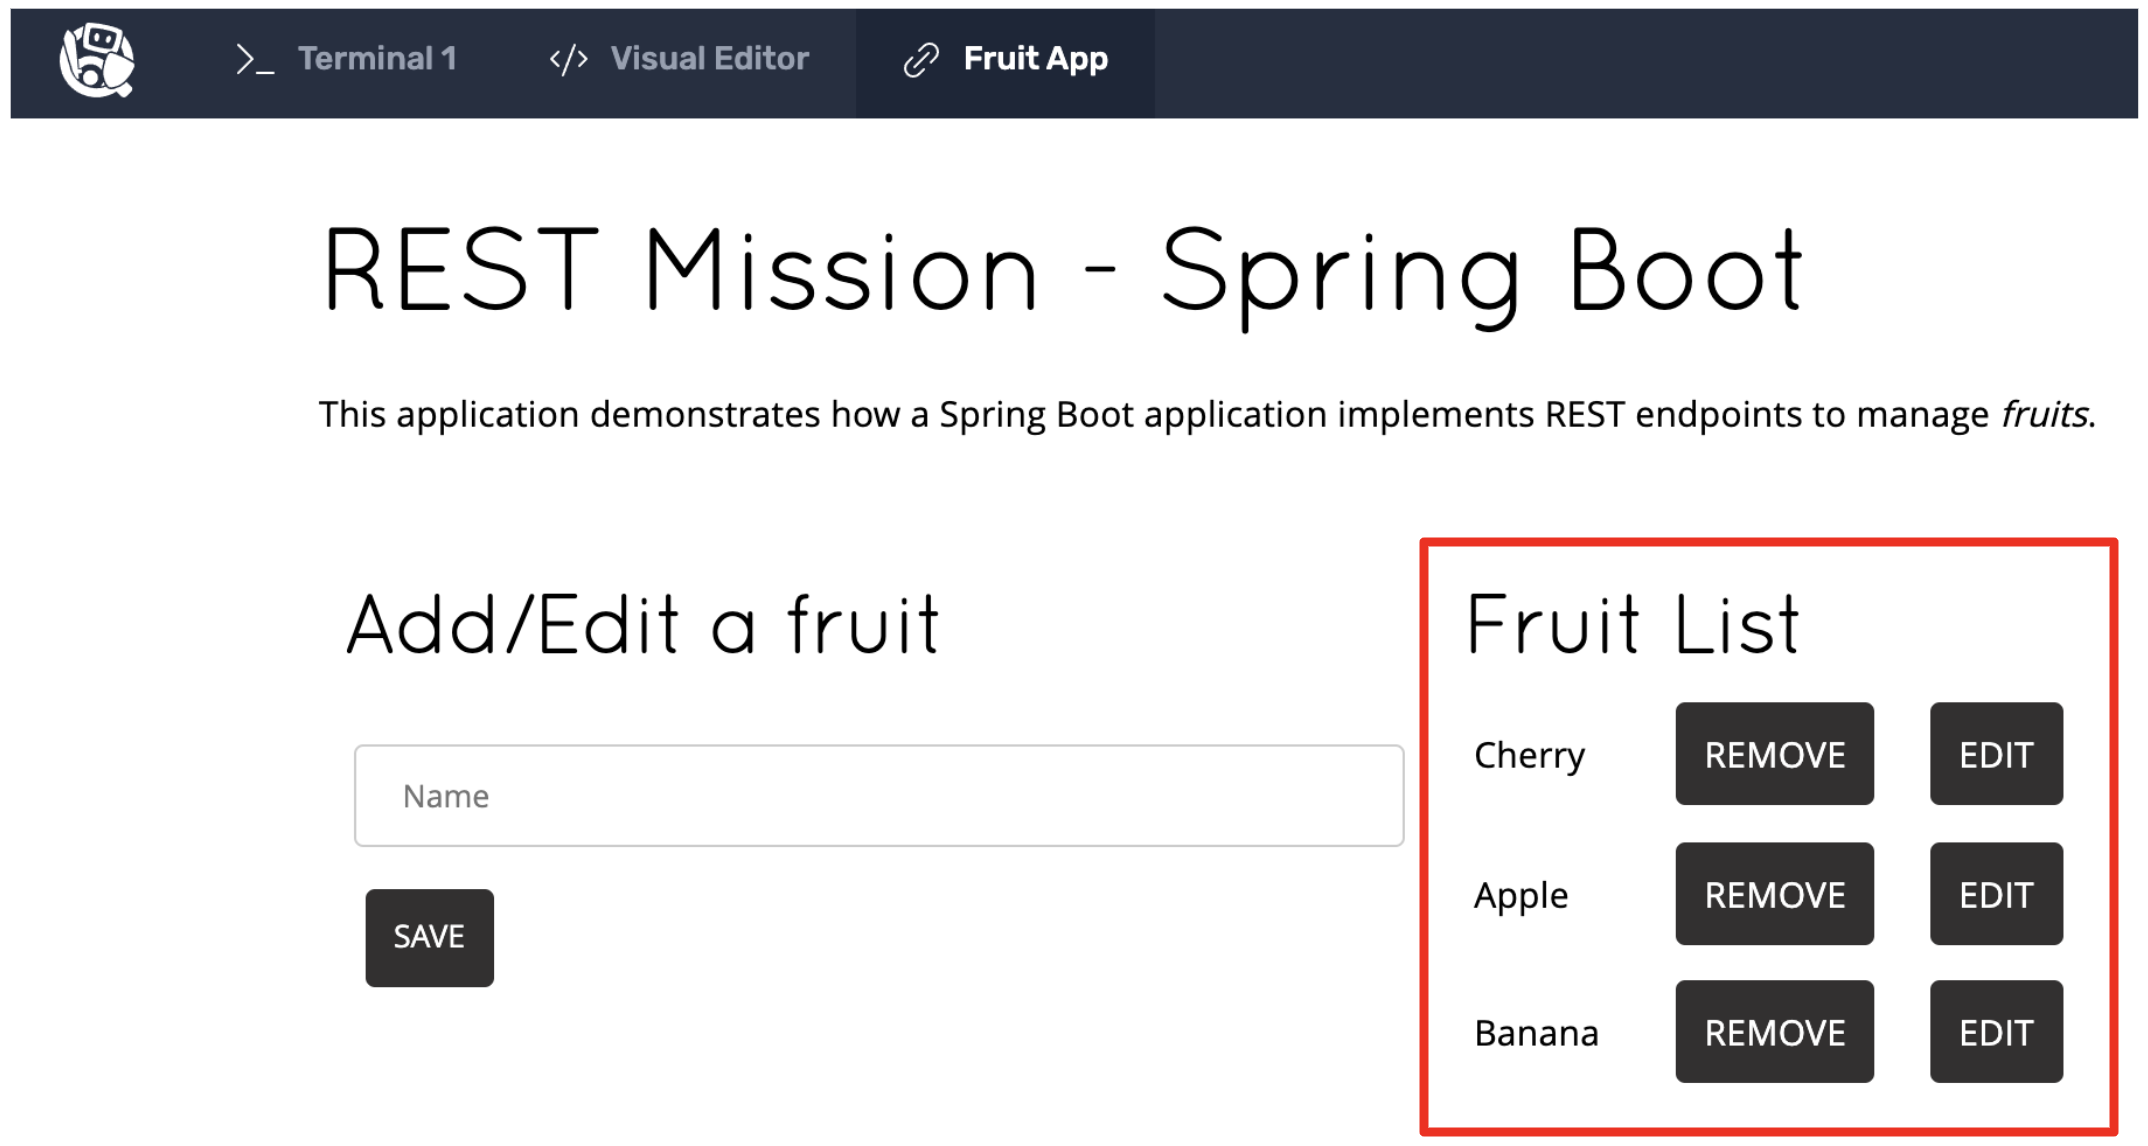 >_ Terminal 1 </> Visual Editor Fruit App
REST Mission - Spring Boot
This application demonstrates how a Spring Boot application implements REST endpoints to manage fruits.
Add/Edit a fruit
Name
SAVE
Fruit List
Cherry REMOVE EDIT
Apple REMOVE EDIT
Banana REMOVE EDIT